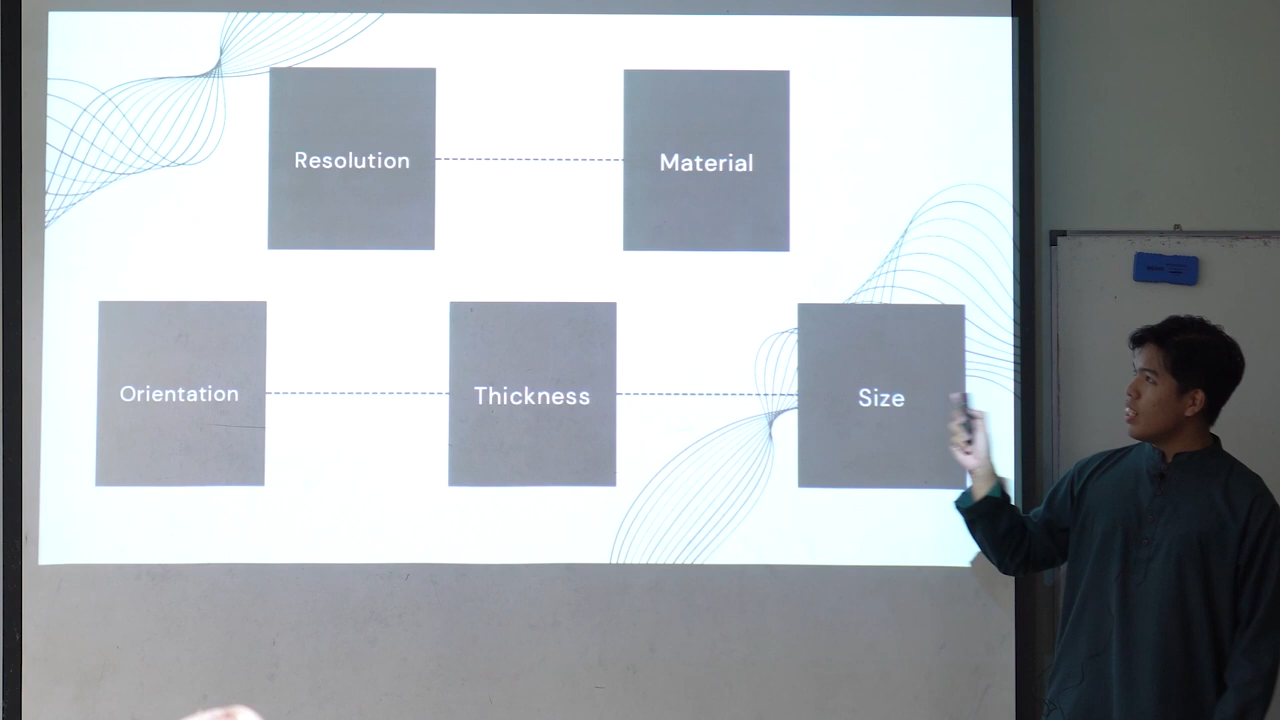 Resolution
Material
Orientation
Thickness
Size